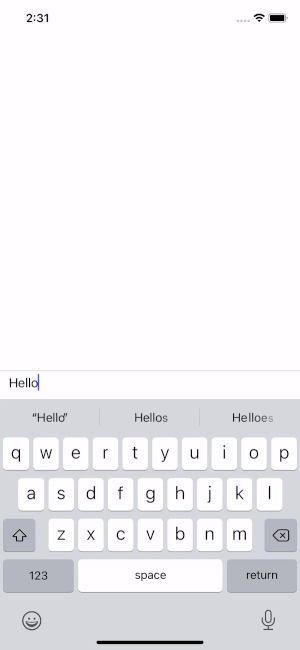 2:31
Hello
“Hello” Hellos Helloes
q w e r t y u i o p
a s d f g h j k l
z x c v b n m
123 space return